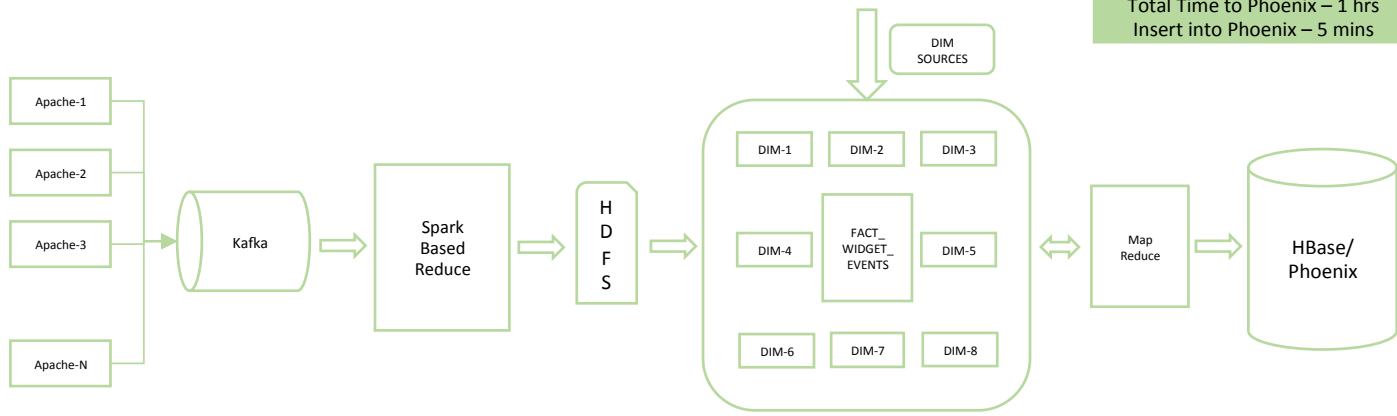 Total Time to Phoenix – 1 hrs
Insert into Phoenix – 5 mins
DIM
SOURCES
Apache-1
Apache-2
Apache-3
Apache-N
Kafka
Spark
Based
Reduce
H
D
F
S
DIM-1
DIM-2
DIM-3
DIM-4
FACT_
WIDGET_
EVENTS
DIM-5
DIM-6
DIM-7
DIM-8
Map
Reduce
HBase/
Phoenix